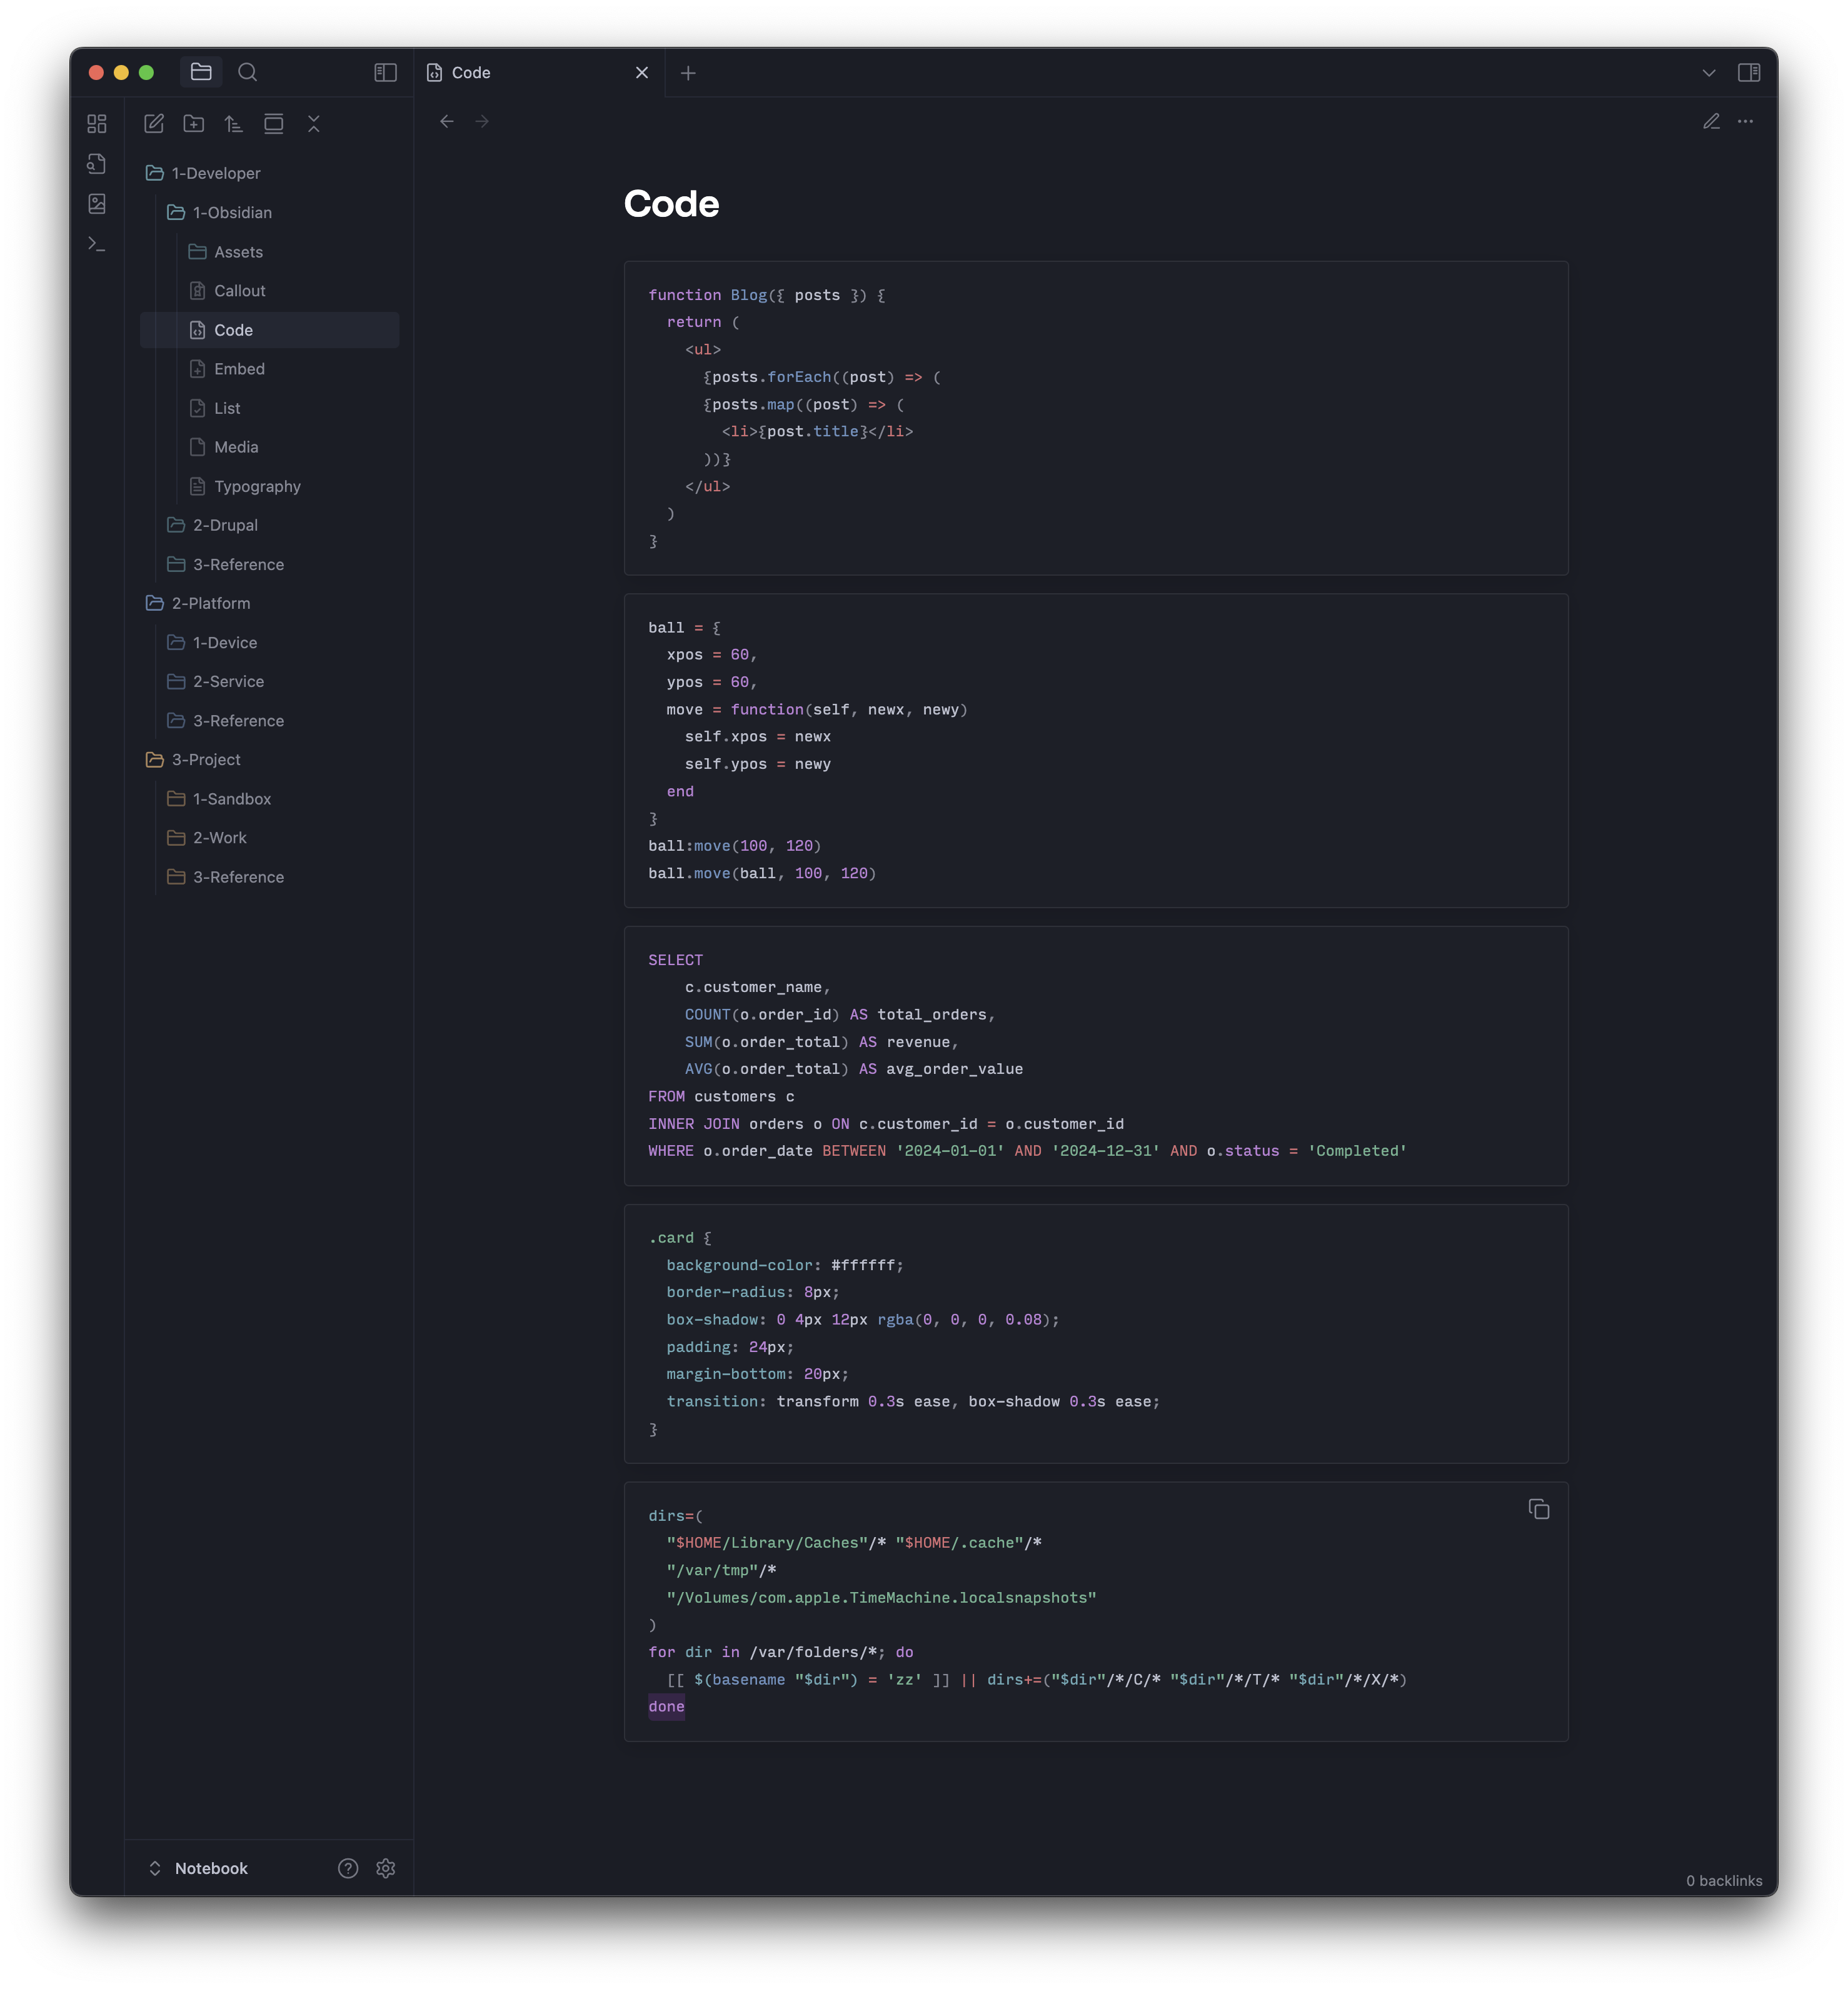 Code
1-Developer
1-Obsidian
Assets
Callout
Code
Embed
List
Media
Typography
2-Drupal
3-Reference
2-Platform
1-Device
2-Service
3-Reference
3-Project
1-Sandbox
2-Work
3-Reference
Notebook
Code
function Blog({ posts }) {
  return (
    <ul>
      {posts.forEach((post) => (
      {posts.map((post) => (
        <li>{post.title}</li>
      ))}
    </ul>
  )
}
ball = {
  xpos = 60,
  ypos = 60,
  move = function(self, newx, newy)
    self.xpos = newx
    self.ypos = newy
  end
}
ball:move(100, 120)
ball.move(ball, 100, 120)
SELECT
    c.customer_name,
    COUNT(o.order_id) AS total_orders,
    SUM(o.order_total) AS revenue,
    AVG(o.order_total) AS avg_order_value
FROM customers c
INNER JOIN orders o ON c.customer_id = o.customer_id
WHERE o.order_date BETWEEN '2024-01-01' AND '2024-12-31' AND o.status = 'Completed'
.card {
  background-color: #ffffff;
  border-radius: 8px;
  box-shadow: 0 4px 12px rgba(0, 0, 0, 0.08);
  padding: 24px;
  margin-bottom: 20px;
  transition: transform 0.3s ease, box-shadow 0.3s ease;
}
dirs=(
  "$HOME/Library/Caches"/* "$HOME/.cache"/*
  "/var/tmp"/*
  "/Volumes/com.apple.TimeMachine.localsnapshots"
)
for dir in /var/folders/*; do
  [[ $(basename "$dir") = 'zz' ]] || dirs+=("$dir"/*/C/* "$dir"/*/T/* "$dir"/*/X/*)
done
0 backlinks